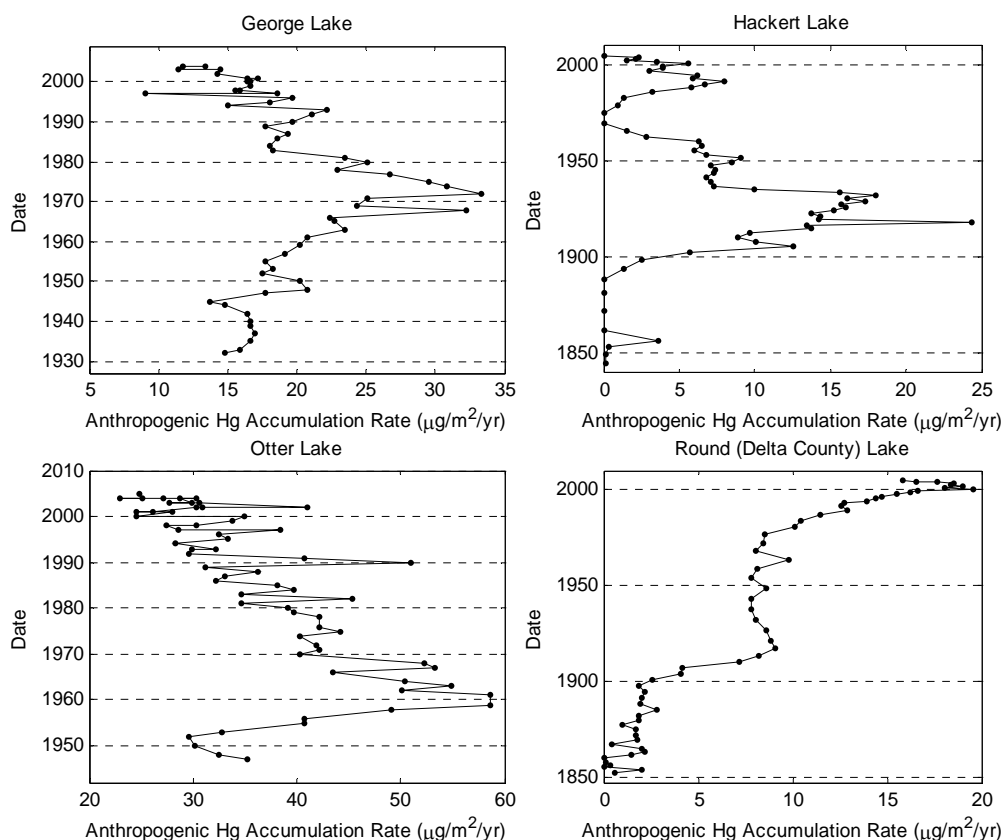 George Lake
Date
2000
1990
1980
1970
1960
1950
1940
1930
5 10 15 20 25 30 35
Anthropogenic Hg Accumulation Rate (μg/m²/yr)
Hackert Lake
Date
2000
1950
1900
1850
0 5 10 15 20 25
Anthropogenic Hg Accumulation Rate (μg/m²/yr)
Otter Lake
Date
2010
2000
1990
1980
1970
1960
1950
20 30 40 50 60
Anthropogenic Hg Accumulation Rate (μg/m²/yr)
Round (Delta County) Lake
Date
2000
1950
1900
1850
0 5 10 15 20
Anthropogenic Hg Accumulation Rate (μg/m²/yr)